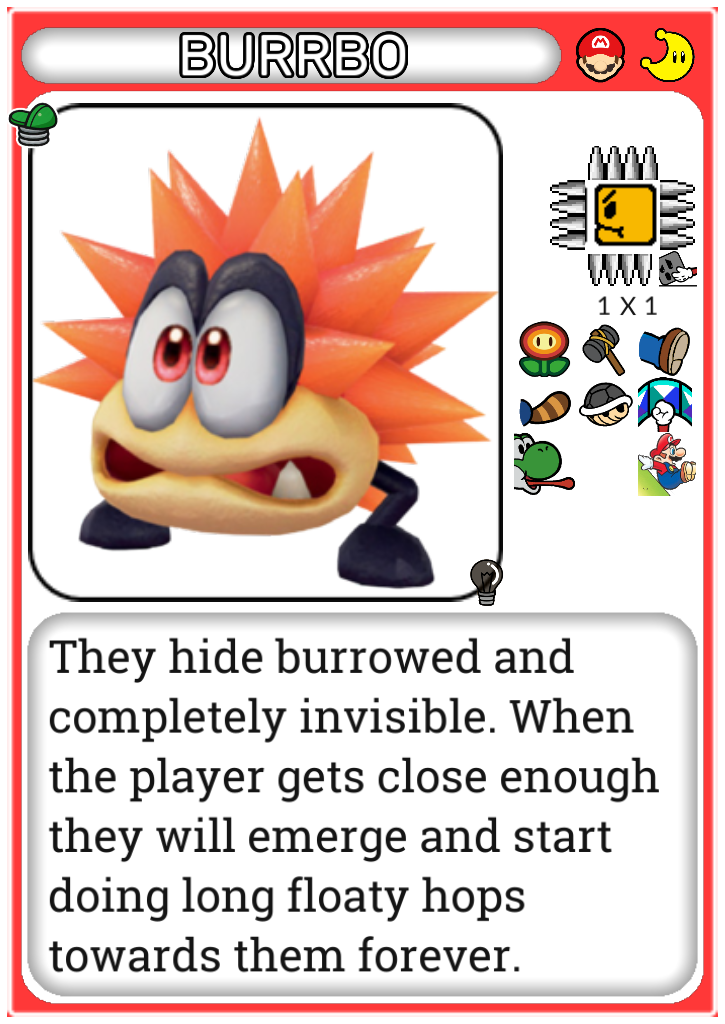 BURRBO
1 X 1
They hide burrowed and
completely invisible. When
the player gets close enough
they will emerge and start
doing long floaty hops
towards them forever.